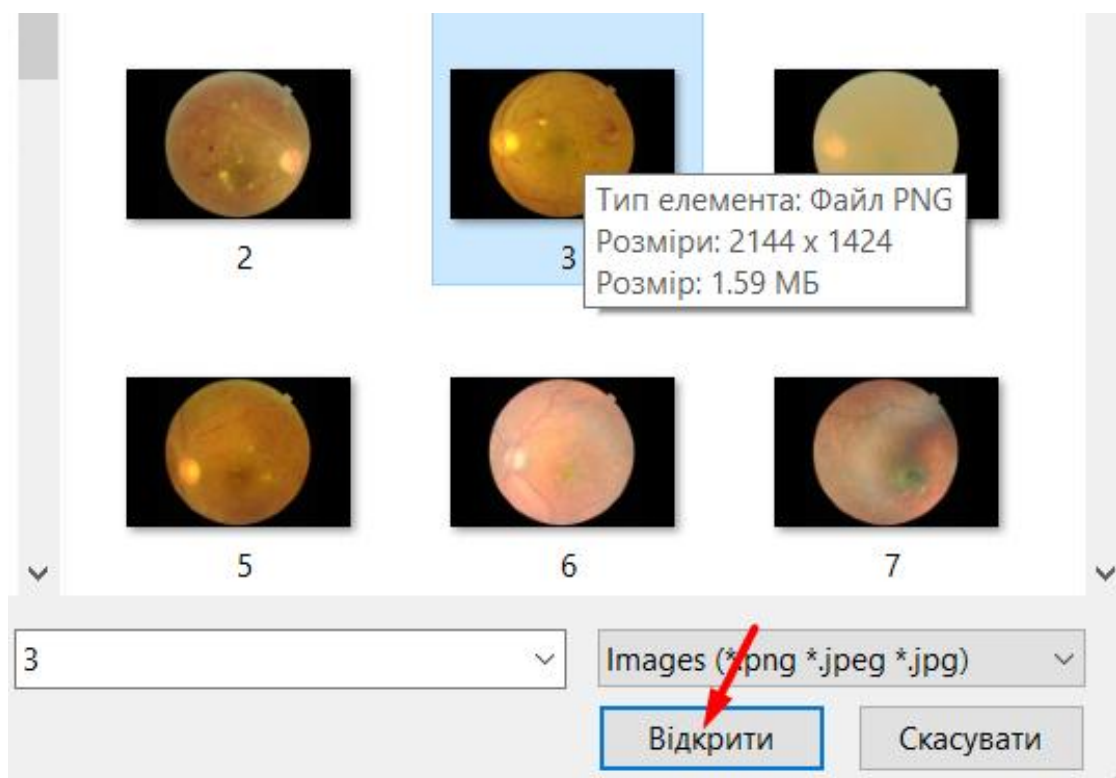 2
3
Тип елемента: Файл PNG
Розміри: 2144 x 1424
Розмір: 1.59 МБ
5
6
7
3
Images (*.png *.jpeg *.jpg)
Відкрити
Скасувати